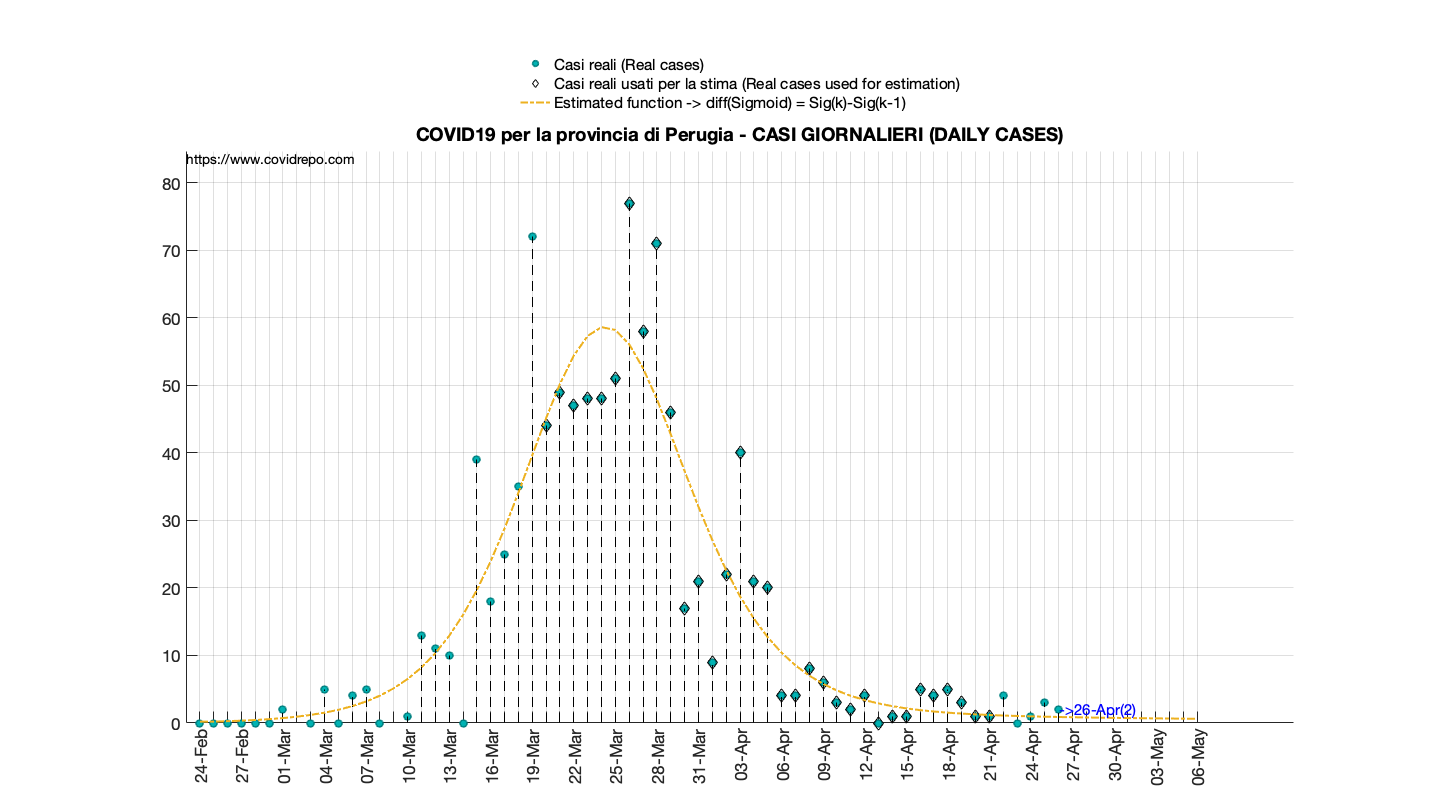 Casi reali (Real cases)
Casi reali usati per la stima (Real cases used for estimation)
Estimated function -> diff(Sigmoid) = Sig(k)-Sig(k-1)
COVID19 per la provincia di Perugia - CASI GIORNALIERI (DAILY CASES)
https://www.covidrepo.com
80
70
60
50
40
30
20
10
0
->26-Apr(2)
24-Feb
27-Feb
01-Mar
04-Mar
07-Mar
10-Mar
13-Mar
16-Mar
19-Mar
22-Mar
25-Mar
28-Mar
31-Mar
03-Apr
06-Apr
09-Apr
12-Apr
15-Apr
18-Apr
21-Apr
24-Apr
27-Apr
30-Apr
03-May
06-May